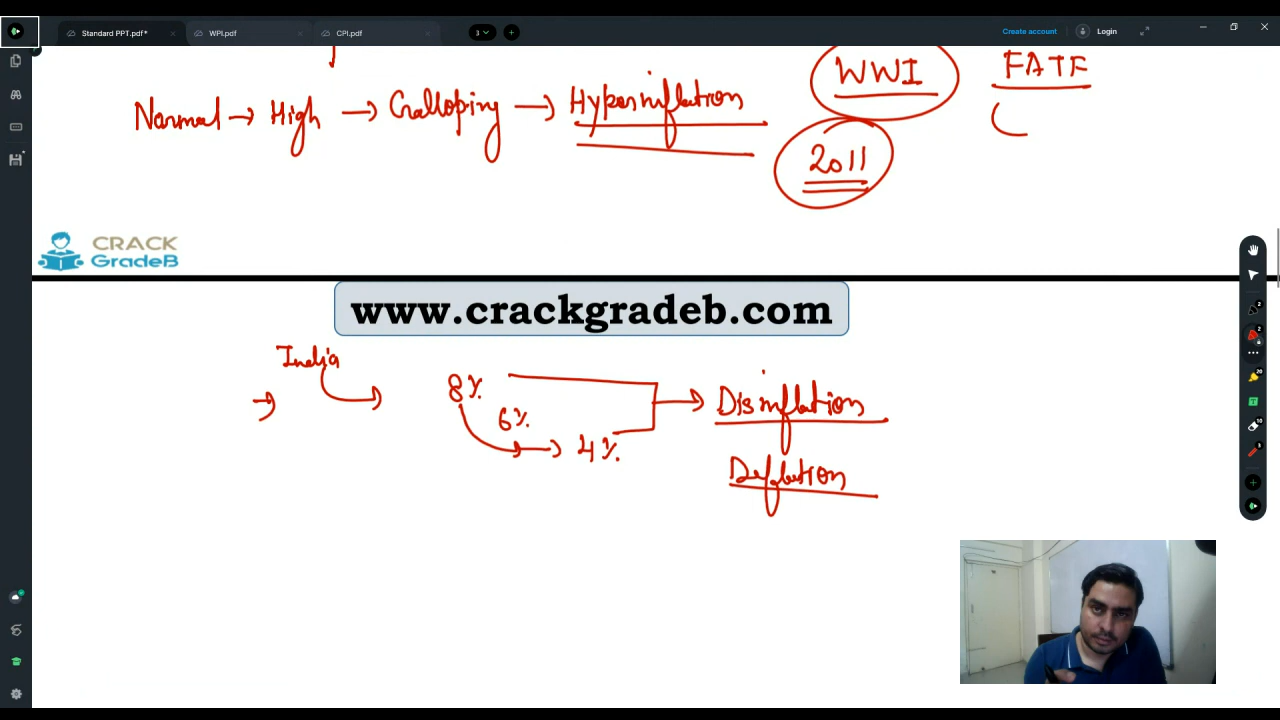 Standard PPT.pdf*
WPI.pdf
CPI.pdf
3
Create account
Login
WWI
FATF
Normal → High → Galloping → Hyperinflation
2011
CRACK
GradeB
www.crackgradeb.com
India
8%
6%
4%
Disinflation
Deflation